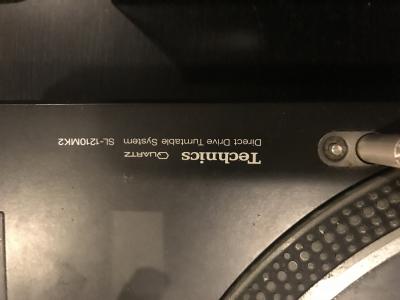 Technics QUARTZ
Direct Drive Turntable System SL-1210MK2